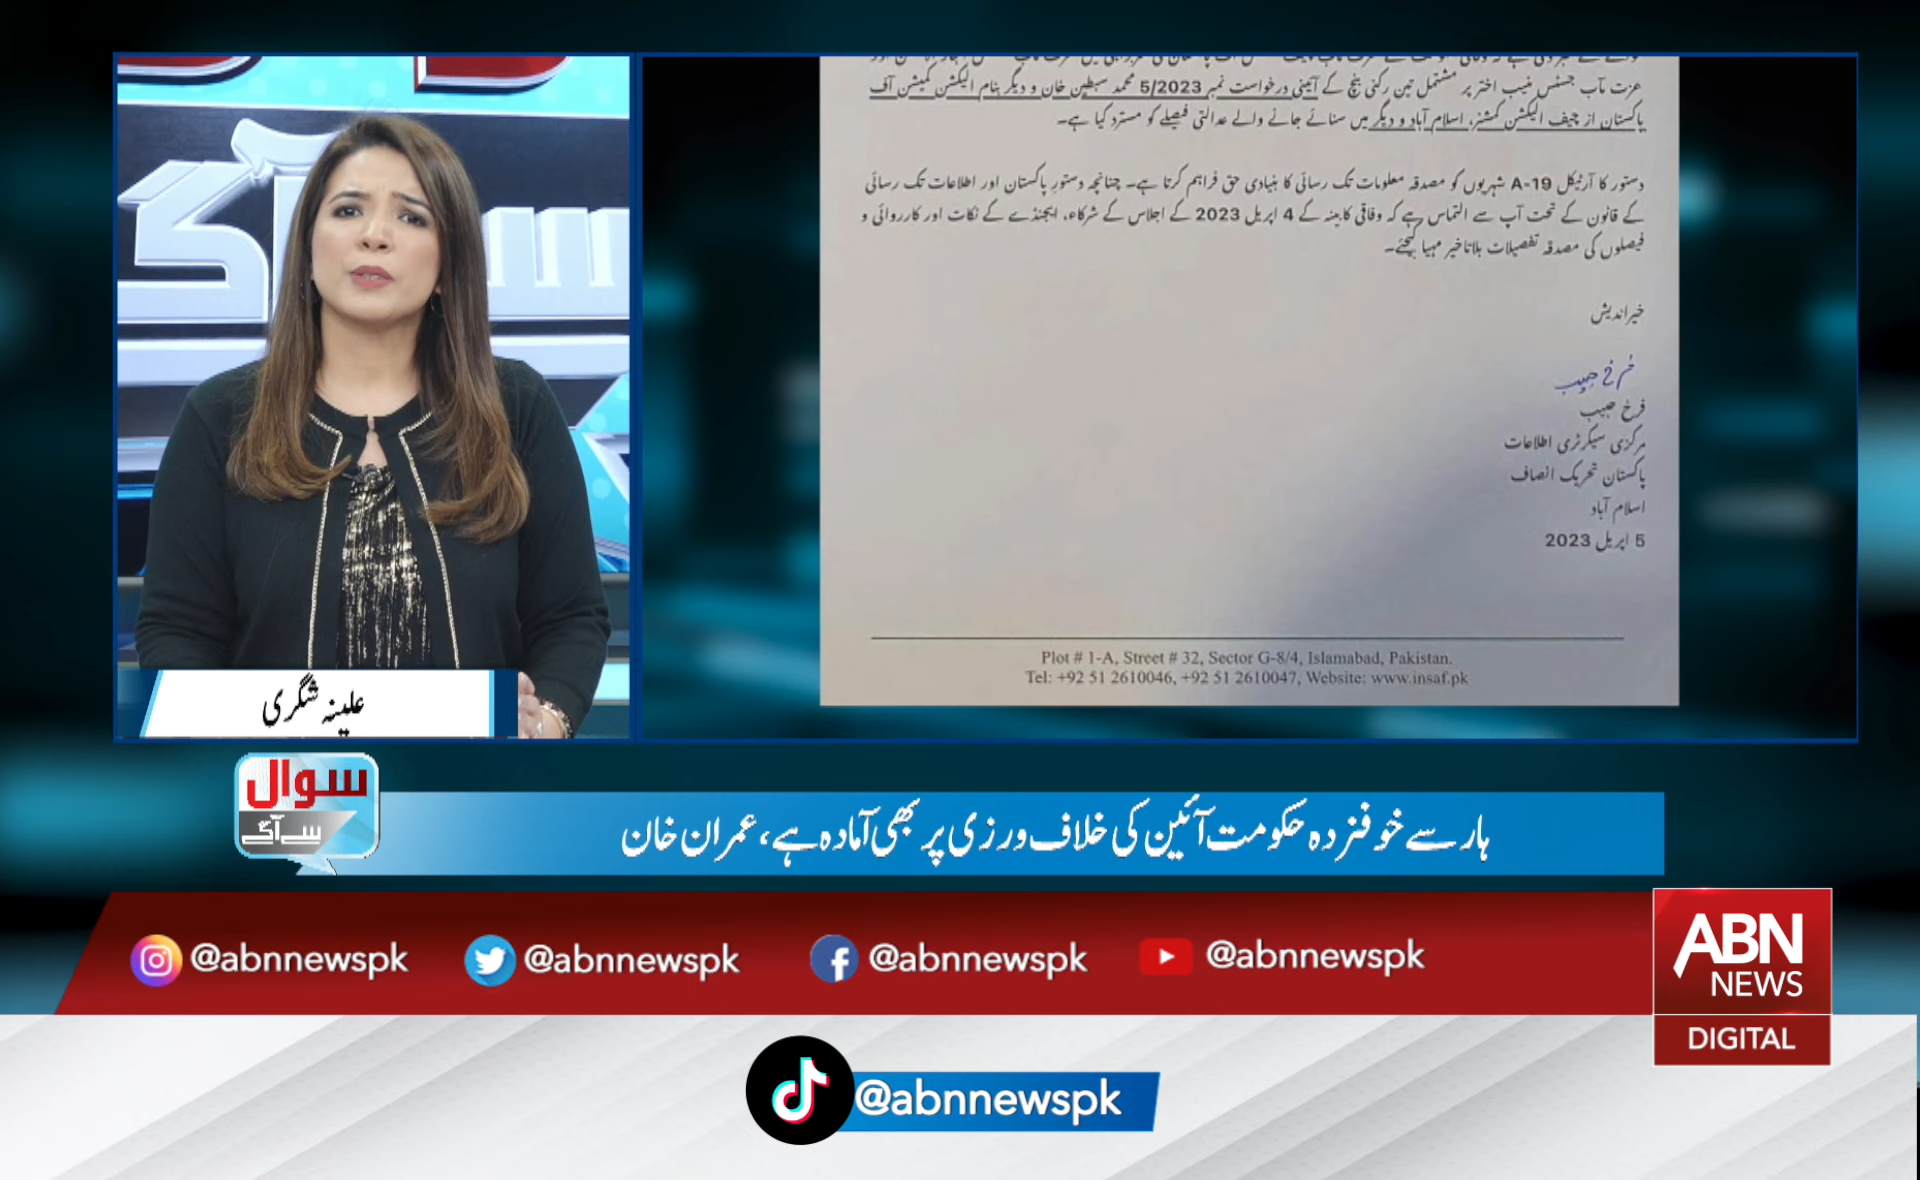 عزت مآب جسٹس منیب اختر پر مشتمل تین رکنی بنچ کے آئینی درخواست نمبر 5/2023 محمد سبطین خان و دیگر بنام الیکشن کمیشن آف
پاکستان از چیف الیکشن کمشنر، اسلام آباد و دیگر میں سنائے جانے والے عدالتی فیصلے کو مسترد کیا ہے۔
دستور کا آرٹیکل 19-A شہریوں کو مصدقہ معلومات تک رسائی کا بنیادی حق فراہم کرتا ہے۔ چنانچہ دستورِ پاکستان اور اطلاعات تک رسائی
کے قانون کے تحت آپ سے التماس ہے کہ وفاقی کابینہ کے 4 اپریل 2023 کے اجلاس کے شرکاء، ایجنڈے کے نکات اور کارروائی و
فیصلوں کی مصدقہ تفصیلات بلاتاخیر مہیا کیجئے۔
خیراندیش
فرخ حبیب
فرخ حبیب
مرکزی سیکرٹری اطلاعات
پاکستان تحریک انصاف
اسلام آباد
5 اپریل 2023
Plot # 1-A, Street # 32, Sector G-8/4, Islamabad, Pakistan.
Tel: +92 51 2610046, +92 51 2610047, Website: www.insaf.pk
علینہ شگری
سوال
سے آگے
ہار سے خوفزدہ حکومت آئین کی خلاف ورزی پر بھی آمادہ ہے، عمران خان
@abnnewspk @abnnewspk @abnnewspk @abnnewspk
ABN
NEWS
DIGITAL
@abnnewspk